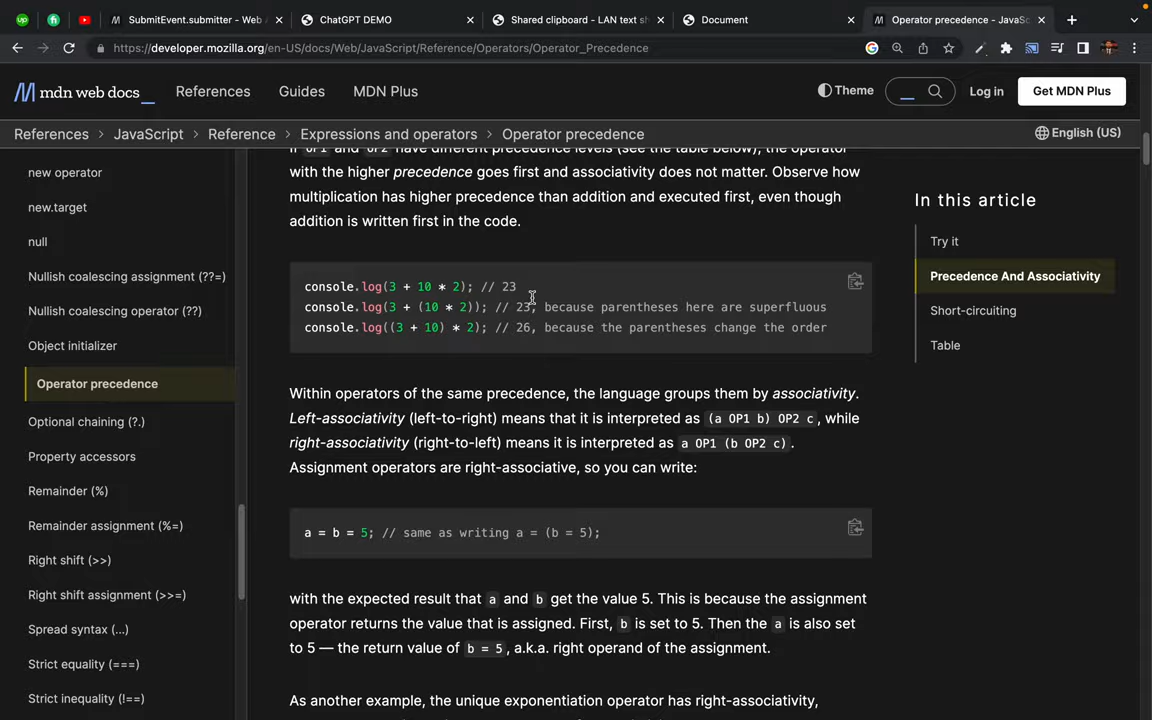 SubmitEvent.submitter - Web
ChatGPT DEMO
Shared clipboard - LAN text sh
Document
Operator precedence - JavaSc
https://developer.mozilla.org/en-US/docs/Web/JavaScript/Reference/Operators/Operator_Precedence
mdn web docs
References
Guides
MDN Plus
Theme
Log in
Get MDN Plus
References > JavaScript > Reference > Expressions and operators > Operator precedence
English (US)
new operator
new.target
null
Nullish coalescing assignment (??=)
Nullish coalescing operator (??)
Object initializer
Operator precedence
Optional chaining (?.)
Property accessors
Remainder (%)
Remainder assignment (%=)
Right shift (>>)
Right shift assignment (>>=)
Spread syntax (...)
Strict equality (===)
Strict inequality (!==)
If OP1 and OP2 have different precedence levels (see the table below), the operator
with the higher precedence goes first and associativity does not matter. Observe how
multiplication has higher precedence than addition and executed first, even though
addition is written first in the code.
console.log(3 + 10 * 2); // 23
console.log(3 + (10 * 2)); // 23, because parentheses here are superfluous
console.log((3 + 10) * 2); // 26, because the parentheses change the order
Within operators of the same precedence, the language groups them by associativity.
Left-associativity (left-to-right) means that it is interpreted as (a OP1 b) OP2 c, while
right-associativity (right-to-left) means it is interpreted as a OP1 (b OP2 c).
Assignment operators are right-associative, so you can write:
a = b = 5; // same as writing a = (b = 5);
with the expected result that a and b get the value 5. This is because the assignment
operator returns the value that is assigned. First, b is set to 5. Then the a is also set
to 5 — the return value of b = 5, a.k.a. right operand of the assignment.
As another example, the unique exponentiation operator has right-associativity,
In this article
Try it
Precedence And Associativity
Short-circuiting
Table